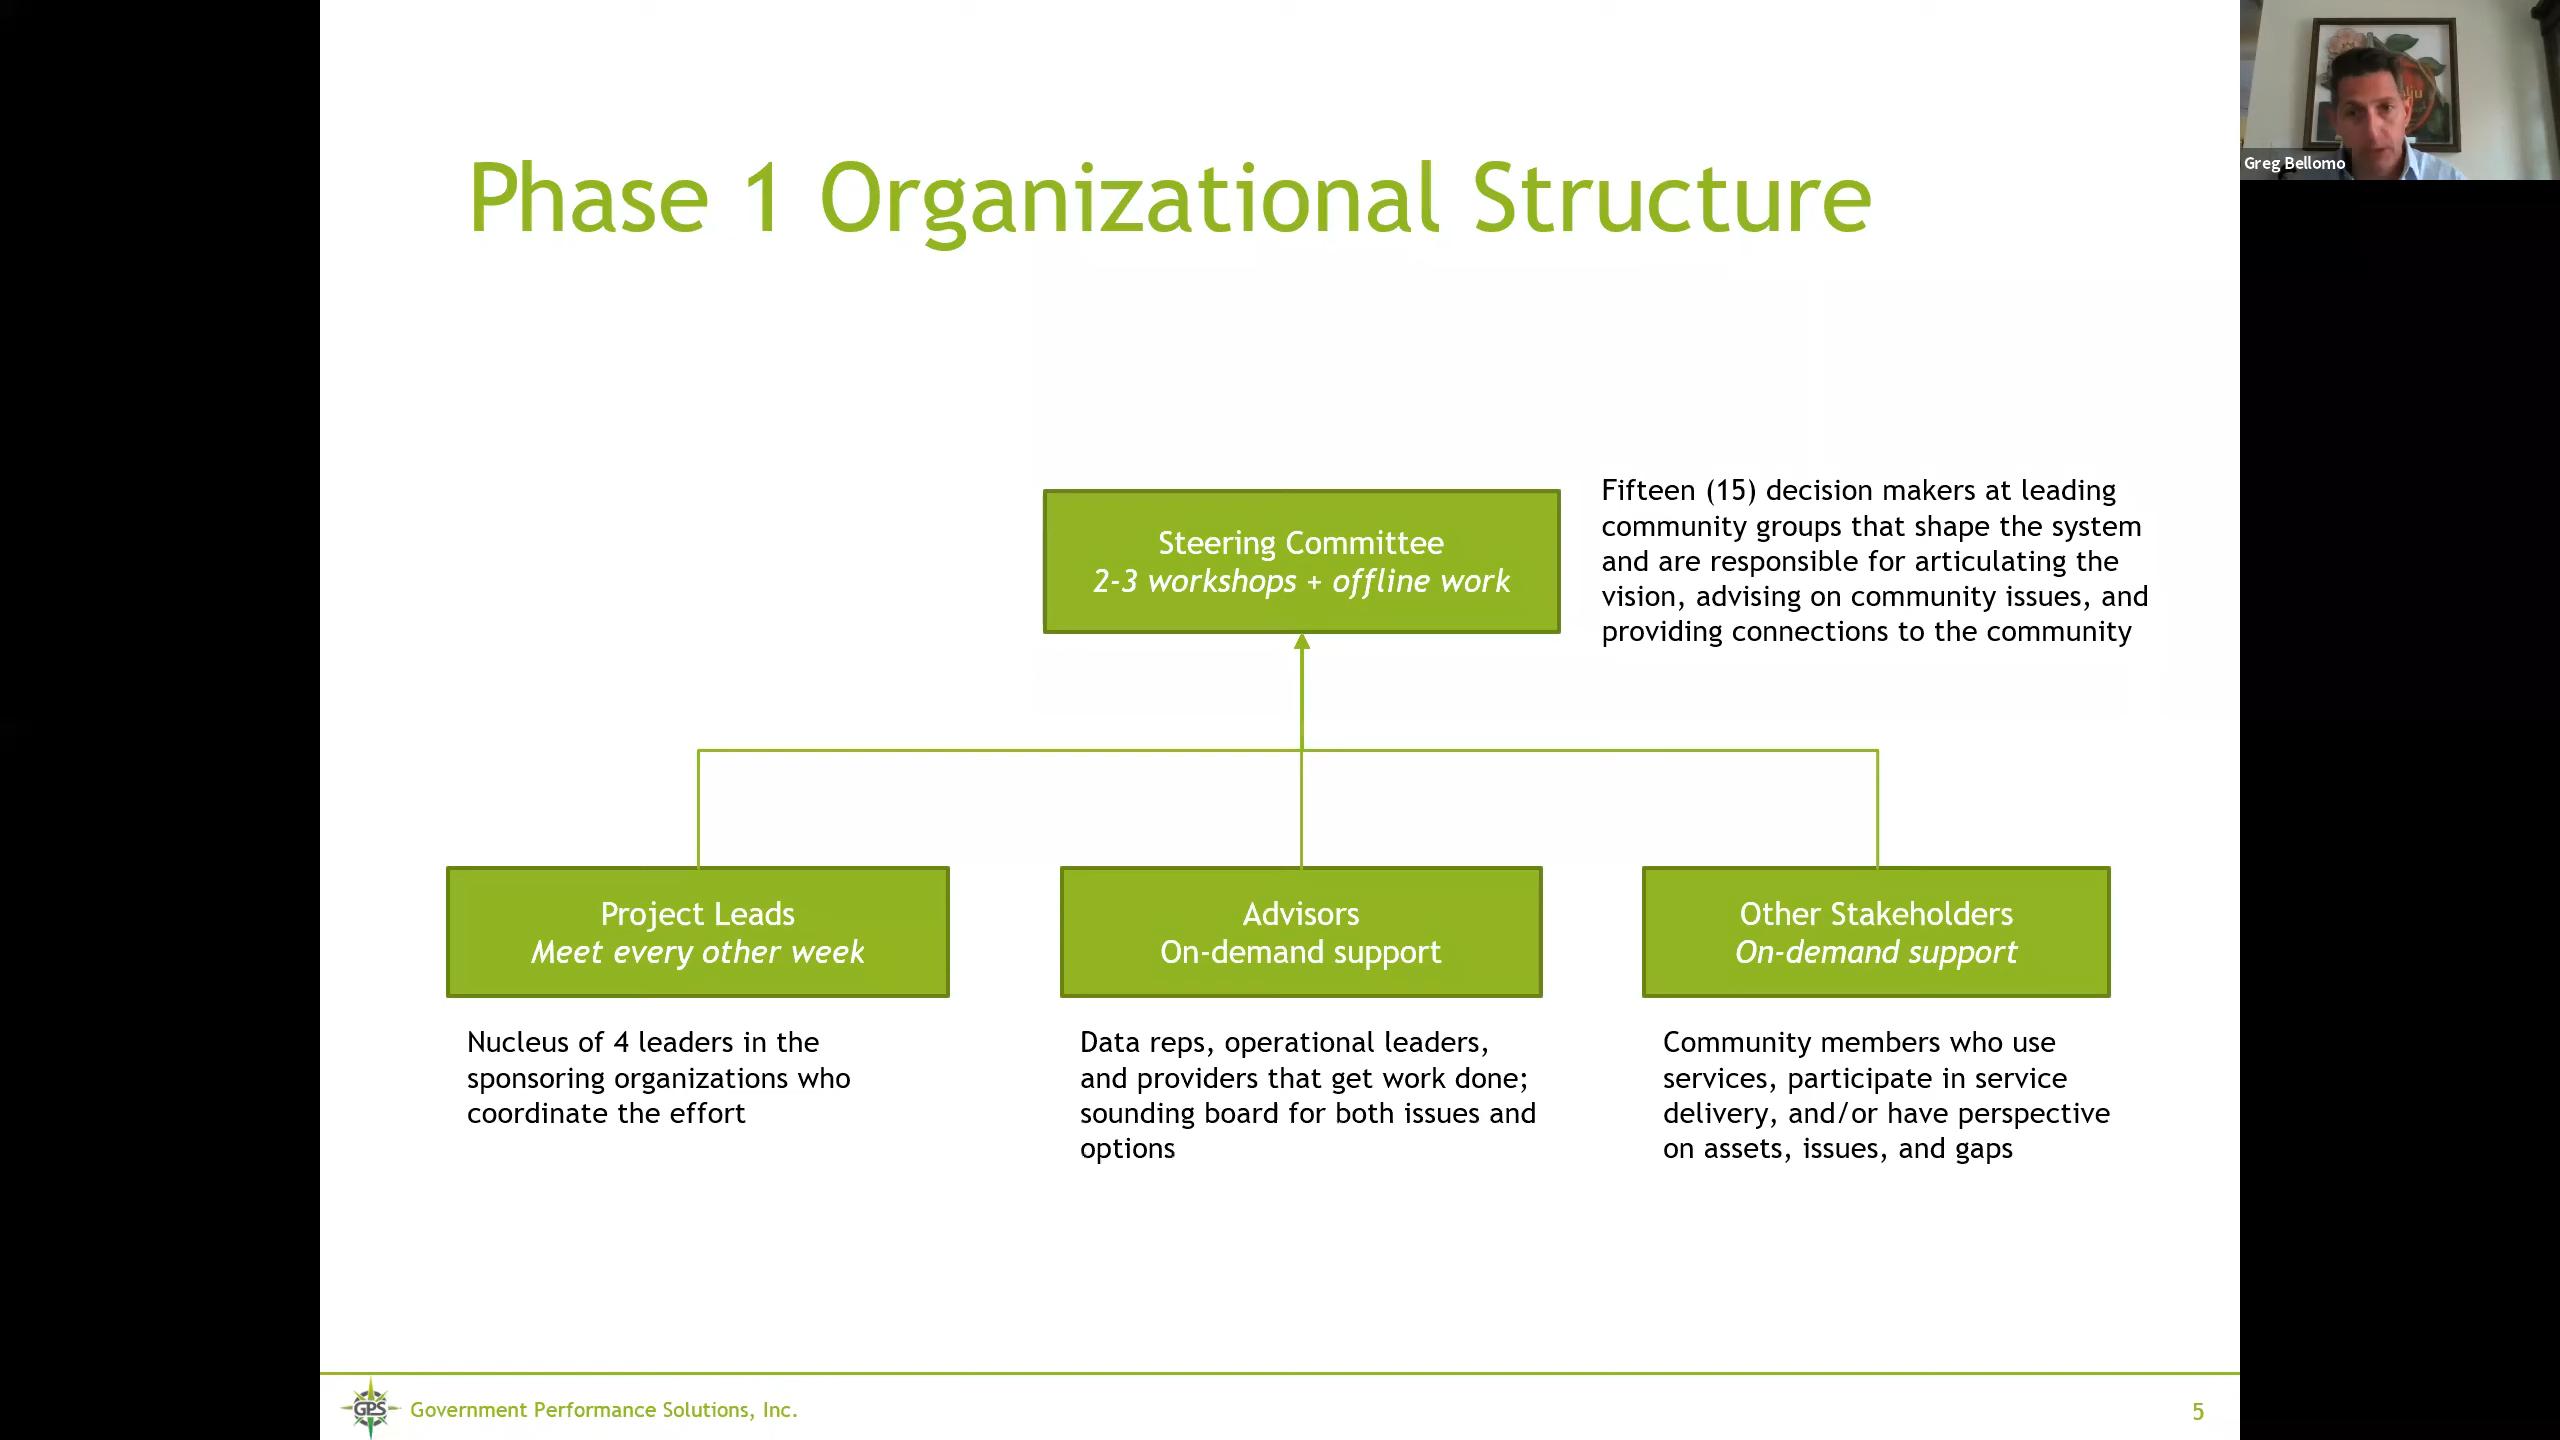 Phase 1 Organizational Structure
Greg Bellomo
Steering Committee
2-3 workshops + offline work
Fifteen (15) decision makers at leading
community groups that shape the system
and are responsible for articulating the
vision, advising on community issues, and
providing connections to the community
Project Leads
Meet every other week
Nucleus of 4 leaders in the
sponsoring organizations who
coordinate the effort
Advisors
On-demand support
Data reps, operational leaders,
and providers that get work done;
sounding board for both issues and
options
Other Stakeholders
On-demand support
Community members who use
services, participate in service
delivery, and/or have perspective
on assets, issues, and gaps
GPS
Government Performance Solutions, Inc.
5